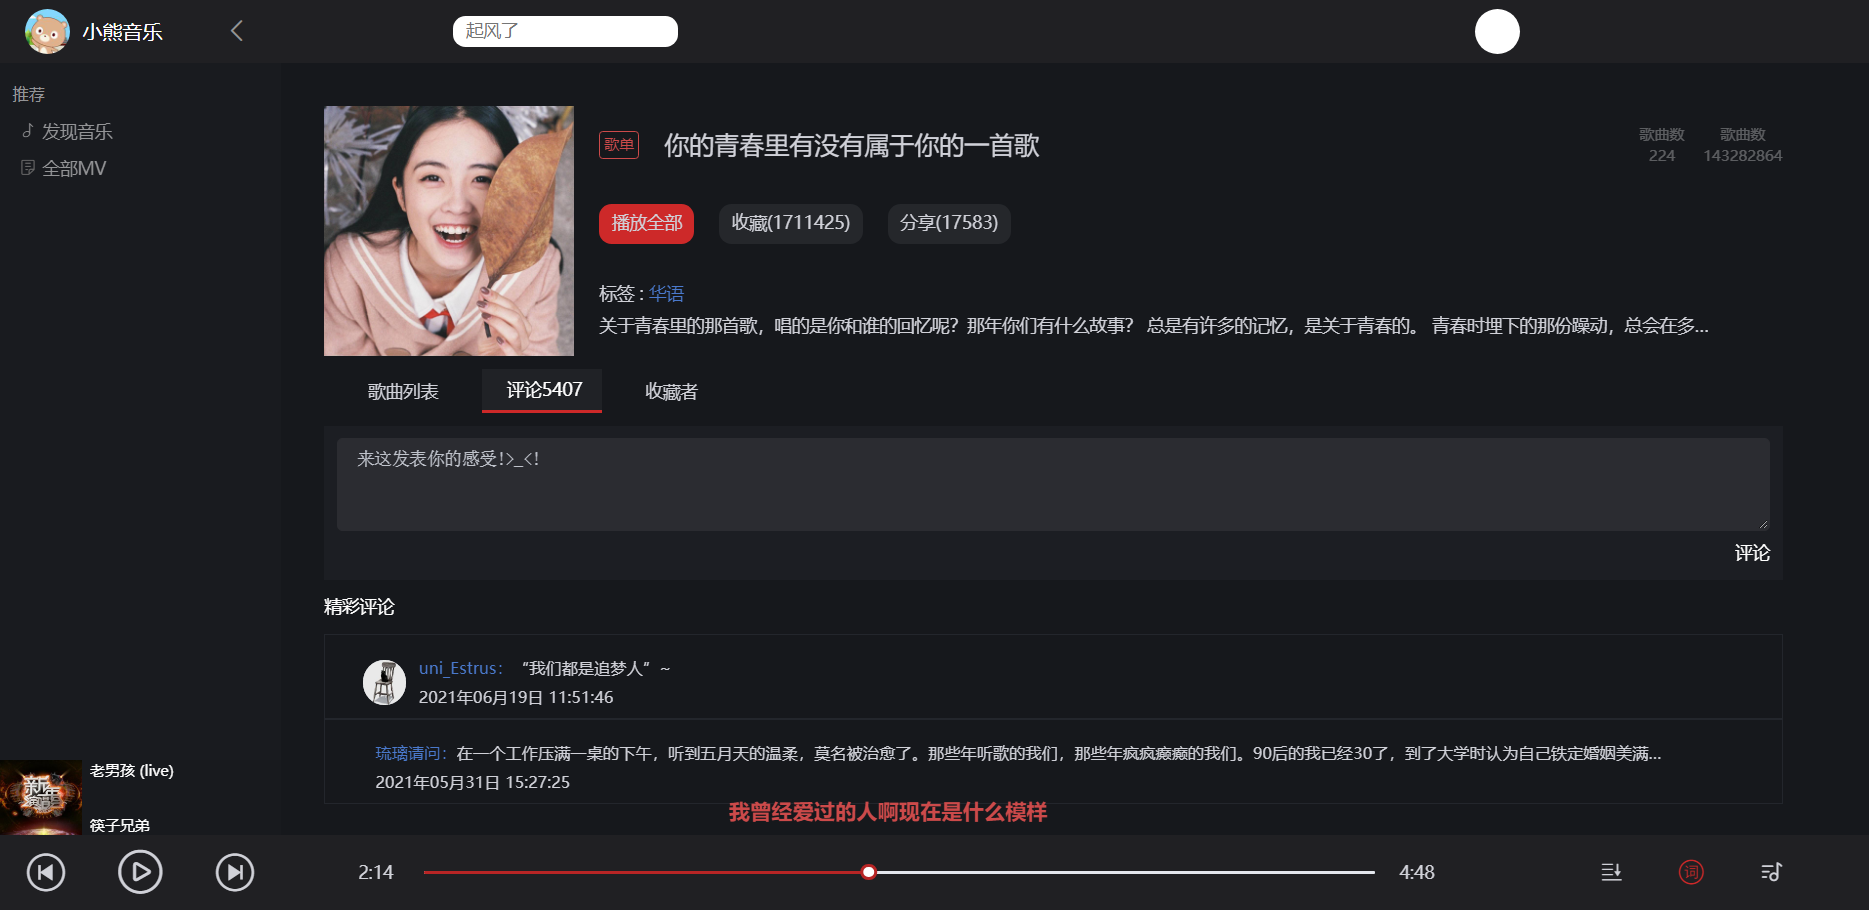 小熊音乐
起风了
推荐
发现音乐
全部MV
歌单
你的青春里有没有属于你的一首歌
歌曲数 歌曲数
224 143282864
播放全部 收藏(1711425) 分享(17583)
标签 : 华语
关于青春里的那首歌，唱的是你和谁的回忆呢？那年你们有什么故事？ 总是有许多的记忆，是关于青春的。 青春时埋下的那份躁动，总会在多...
歌曲列表 评论5407 收藏者
来这发表你的感受!>_<!
评论
精彩评论
uni_Estrus： “我们都是追梦人” ~
2021年06月19日 11:51:46
琉璃请问： 在一个工作压满一桌的下午，听到五月天的温柔，莫名被治愈了。那些年听歌的我们，那些年疯疯癫癫的我们。90后的我已经30了，到了大学时认为自己铁定婚姻美满...
2021年05月31日 15:27:25
老男孩 (live)
筷子兄弟
我曾经爱过的人啊现在是什么模样
2:14 4:48
词